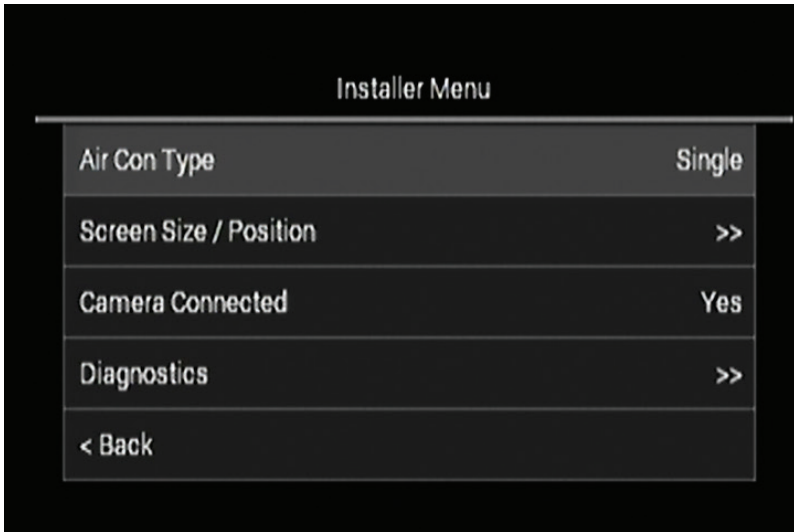 Installer Menu
Air Con Type Single
Screen Size / Position >>
Camera Connected Yes
Diagnostics >>
< Back